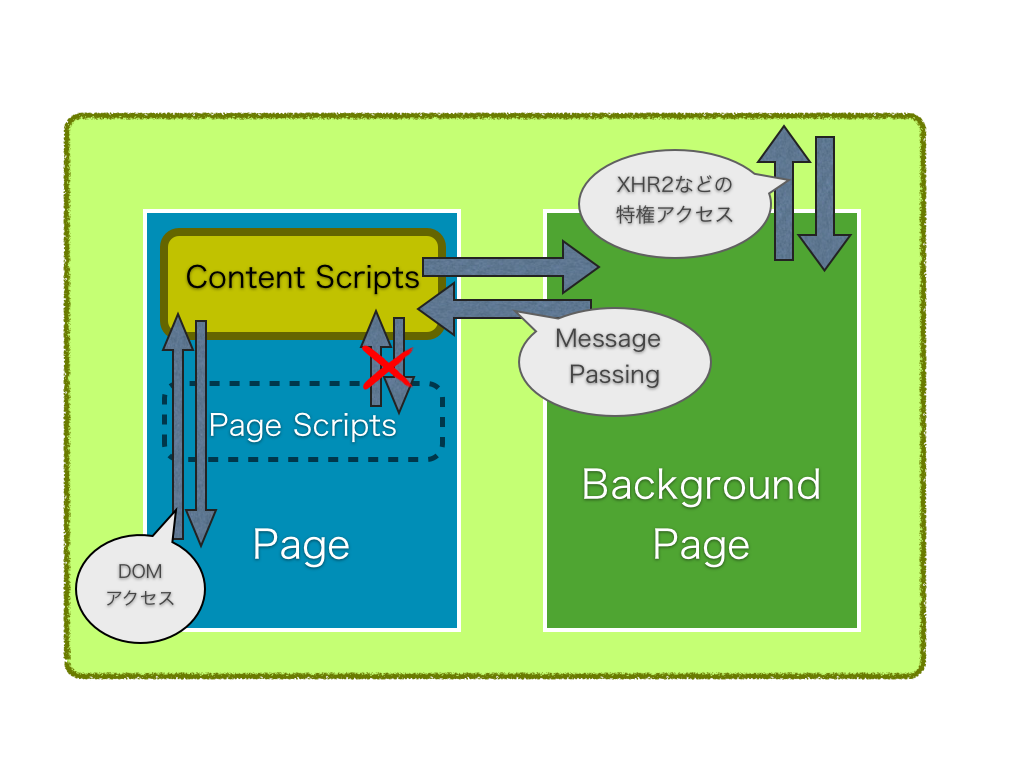 XHR2などの
特権アクセス
Content Scripts
Message
Passing
Page Scripts
Background
Page
Page
DOM
アクセス